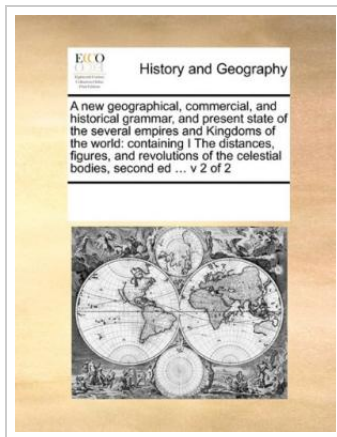 ECCO
History and Geography
A new geographical, commercial, and
historical grammar, and present state of
the several empires and Kingdoms of
the world: containing I The distances,
figures, and revolutions of the celestial
bodies, second ed ... v 2 of 2